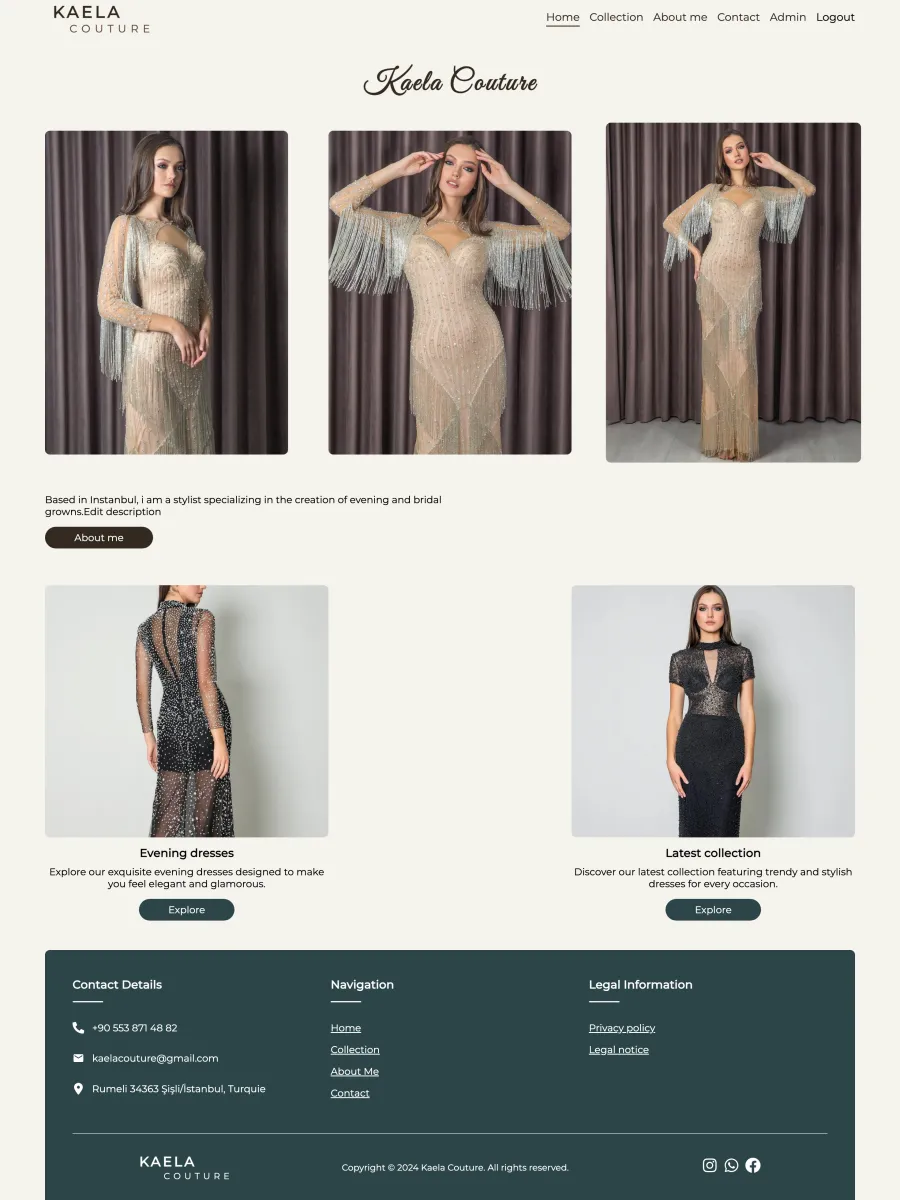 KAELA
COUTURE
Home Collection About me Contact Admin Logout
Kaela Couture
Based in Instanbul, i am a stylist specializing in the creation of evening and bridal
growns.Edit description
About me
Evening dresses
Explore our exquisite evening dresses designed to make
you feel elegant and glamorous.
Explore
Latest collection
Discover our latest collection featuring trendy and stylish
dresses for every occasion.
Explore
Contact Details
+90 553 871 48 82
kaelacouture@gmail.com
Rumeli 34363 Şişli/İstanbul, Turquie
Navigation
Home
Collection
About Me
Contact
Legal Information
Privacy policy
Legal notice
KAELA
COUTURE
Copyright © 2024 Kaela Couture. All rights reserved.